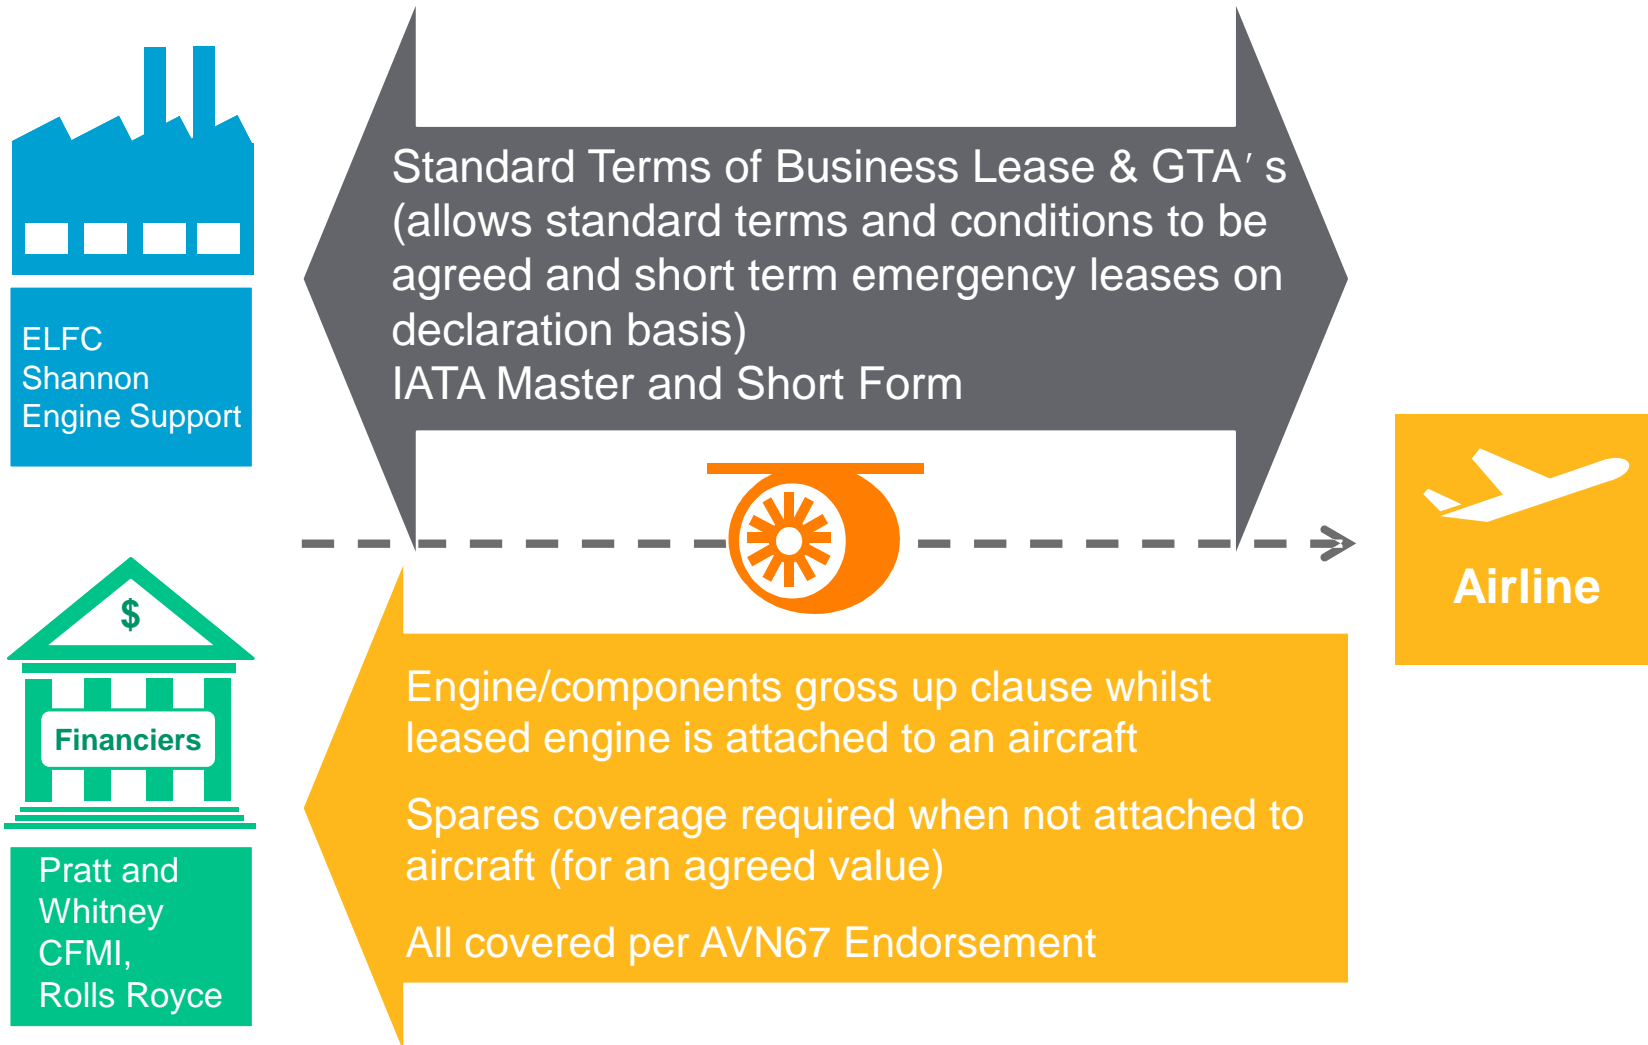 Standard Terms of Business Lease & GTA′ s
(allows standard terms and conditions to be
agreed and short term emergency leases on
declaration basis)
IATA Master and Short Form
ELFC
Shannon
Engine Support
Airline
$
Financiers
Engine/components gross up clause whilst
leased engine is attached to an aircraft
Spares coverage required when not attached to
aircraft (for an agreed value)
All covered per AVN67 Endorsement
Pratt and
Whitney
CFMI,
Rolls Royce